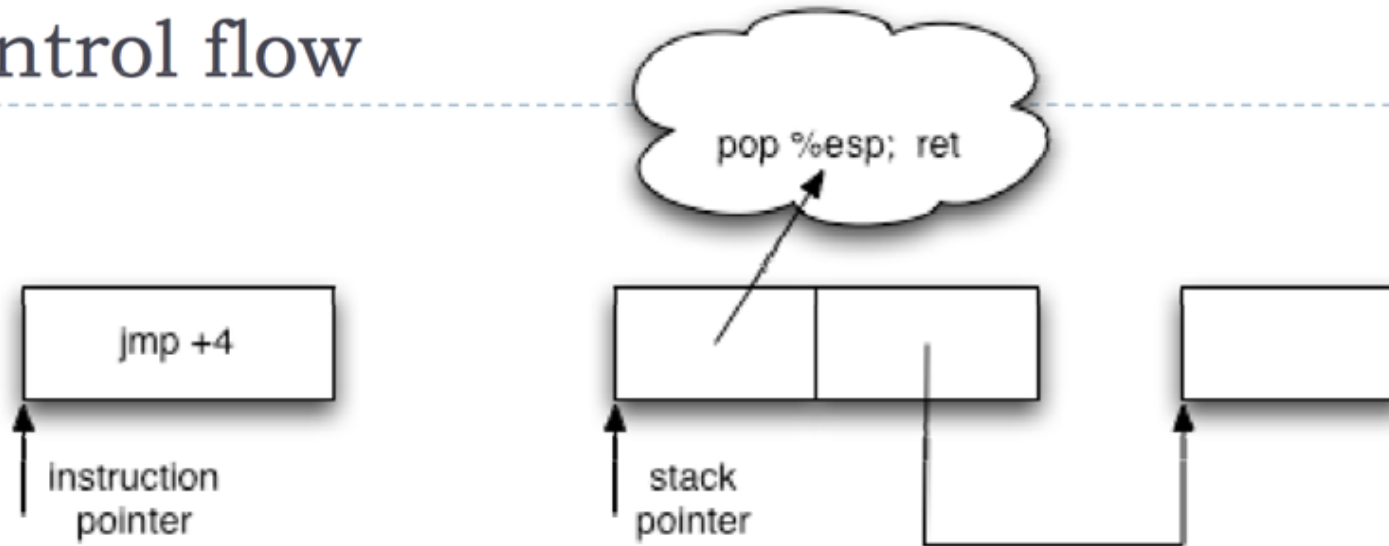 ntrol flow
pop %esp; ret
jmp +4
instruction
pointer
stack
pointer